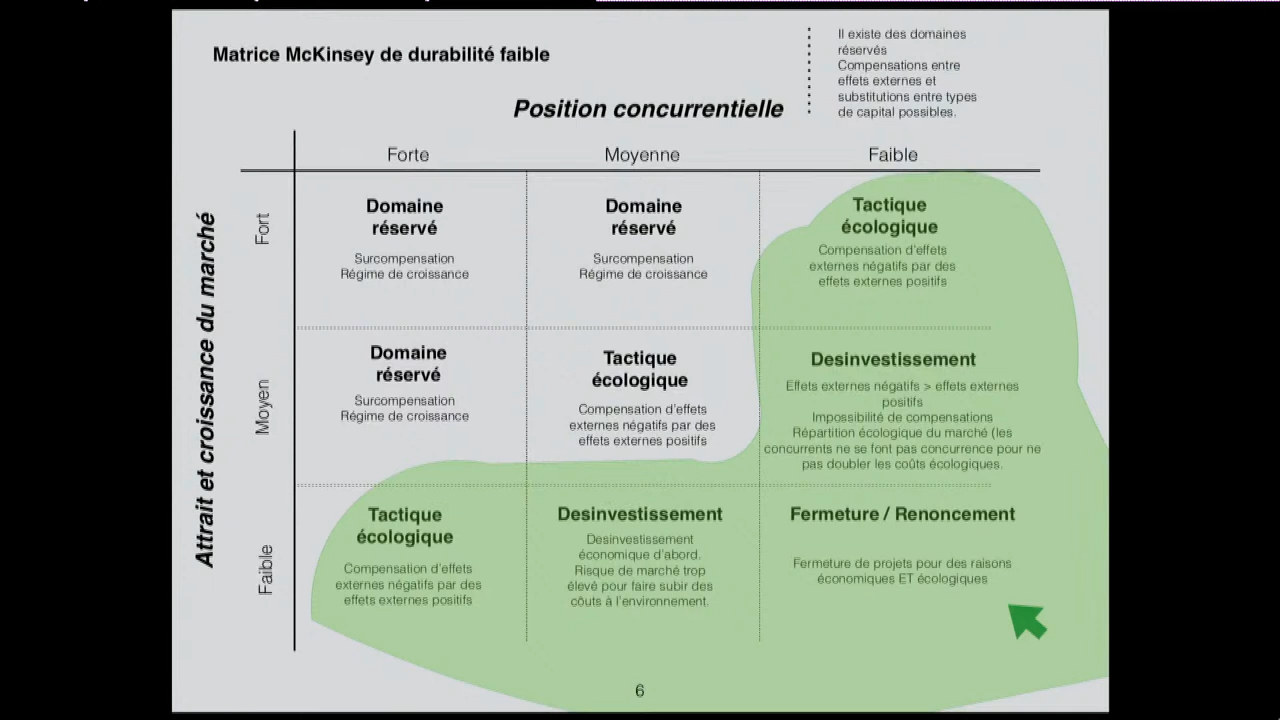 Matrice McKinsey de durabilité faible
Il existe des domaines
réservés
Compensations entre
effets externes et
substitutions entre types
de capital possibles.
Position concurrentielle
Forte
Moyenne
Faible
Attrait et croissance du marché
Fort
Domaine
réservé
Surcompensation
Régime de croissance
Domaine
réservé
Surcompensation
Régime de croissance
Tactique
écologique
Compensation d'effets
externes négatifs par des
effets externes positifs
Moyen
Domaine
réservé
Surcompensation
Régime de croissance
Tactique
écologique
Compensation d'effets
externes négatifs par des
effets externes positifs
Desinvestissement
Effets externes négatifs > effets externes
positifs
Impossibilité de compensations
Répartition écologique du marché (les
concurrents ne se font pas concurrence pour ne
pas doubler les coûts écologiques.
Faible
Tactique
écologique
Compensation d'effets
externes négatifs par des
effets externes positifs
Desinvestissement
Desinvestissement
économique d'abord.
Risque de marché trop
élevé pour faire subir des
coûts à l'environnement.
Fermeture / Renoncement
Fermeture de projets pour des raisons
économiques ET écologiques
6